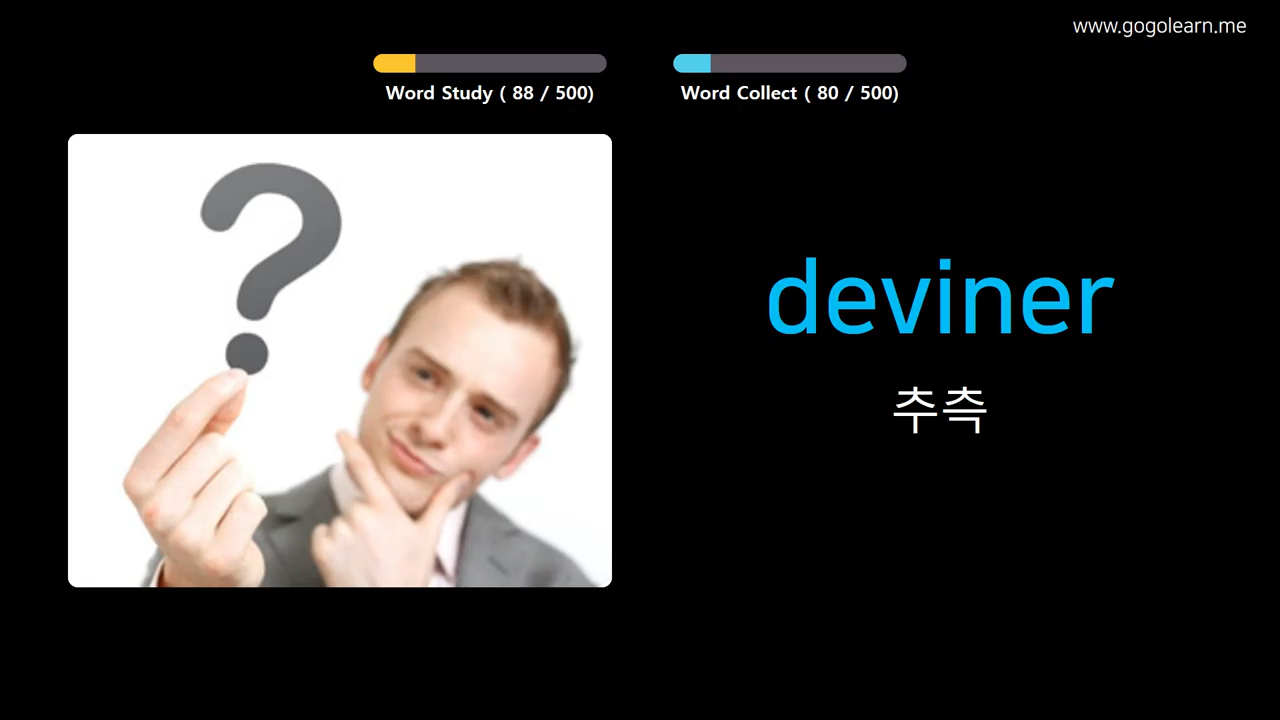 www.gogolearn.me
Word Study ( 88 / 500)
Word Collect ( 80 / 500)
?
deviner
추측